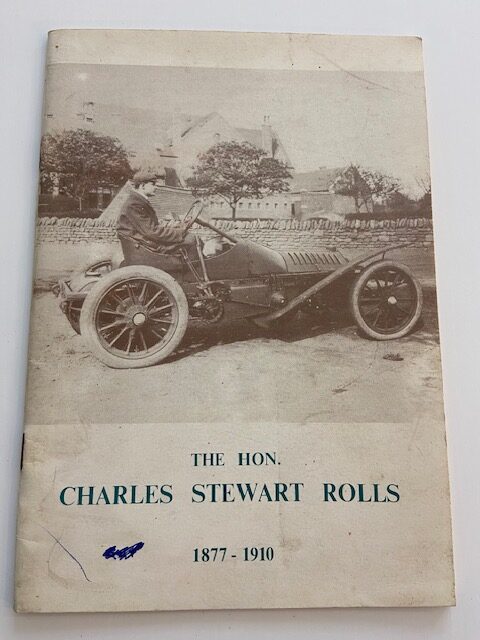 THE HON.
CHARLES STEWART ROLLS
1877 - 1910